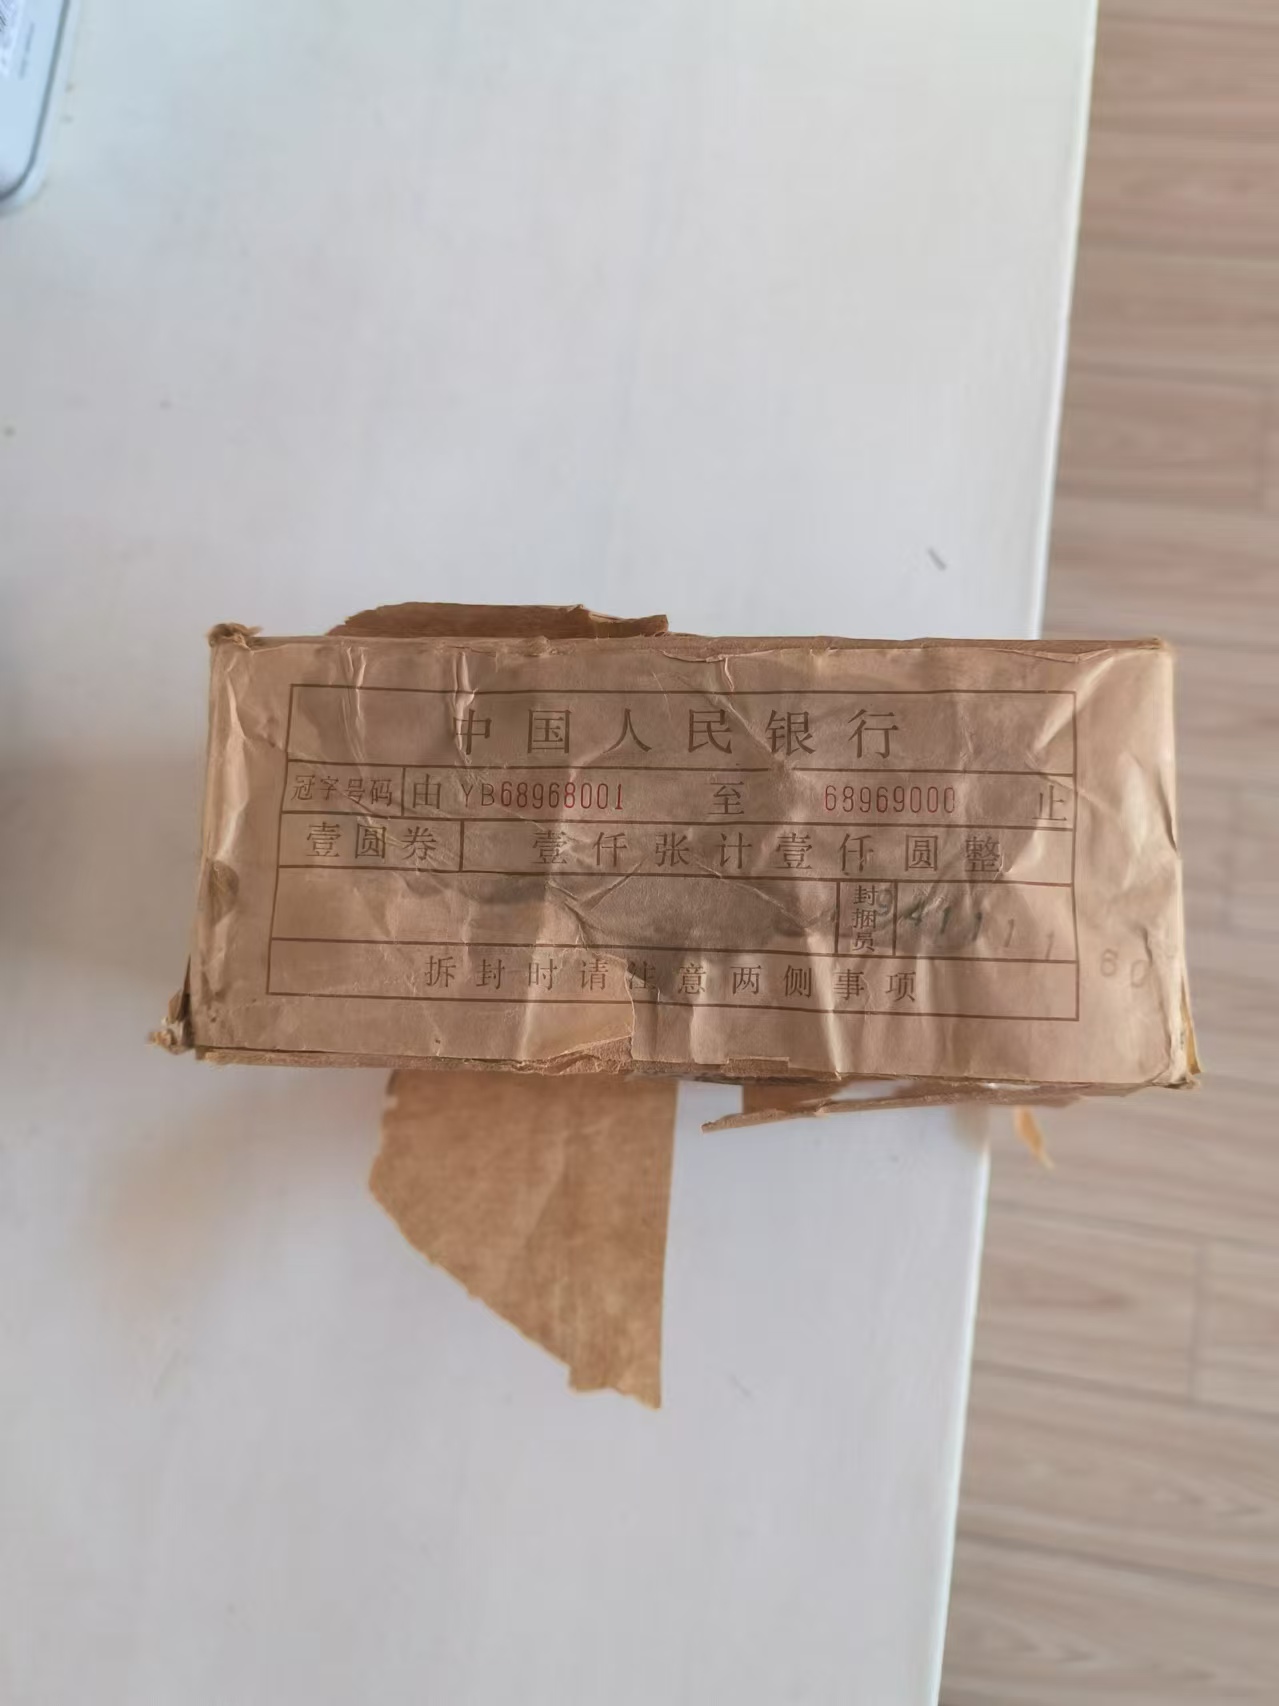 中国人民银行
冠字号码 由 YB68968001 至 68969000 止
壹圆券 壹仟张计壹仟圆整
封捆员 941111 60
拆封时请注意两侧事项